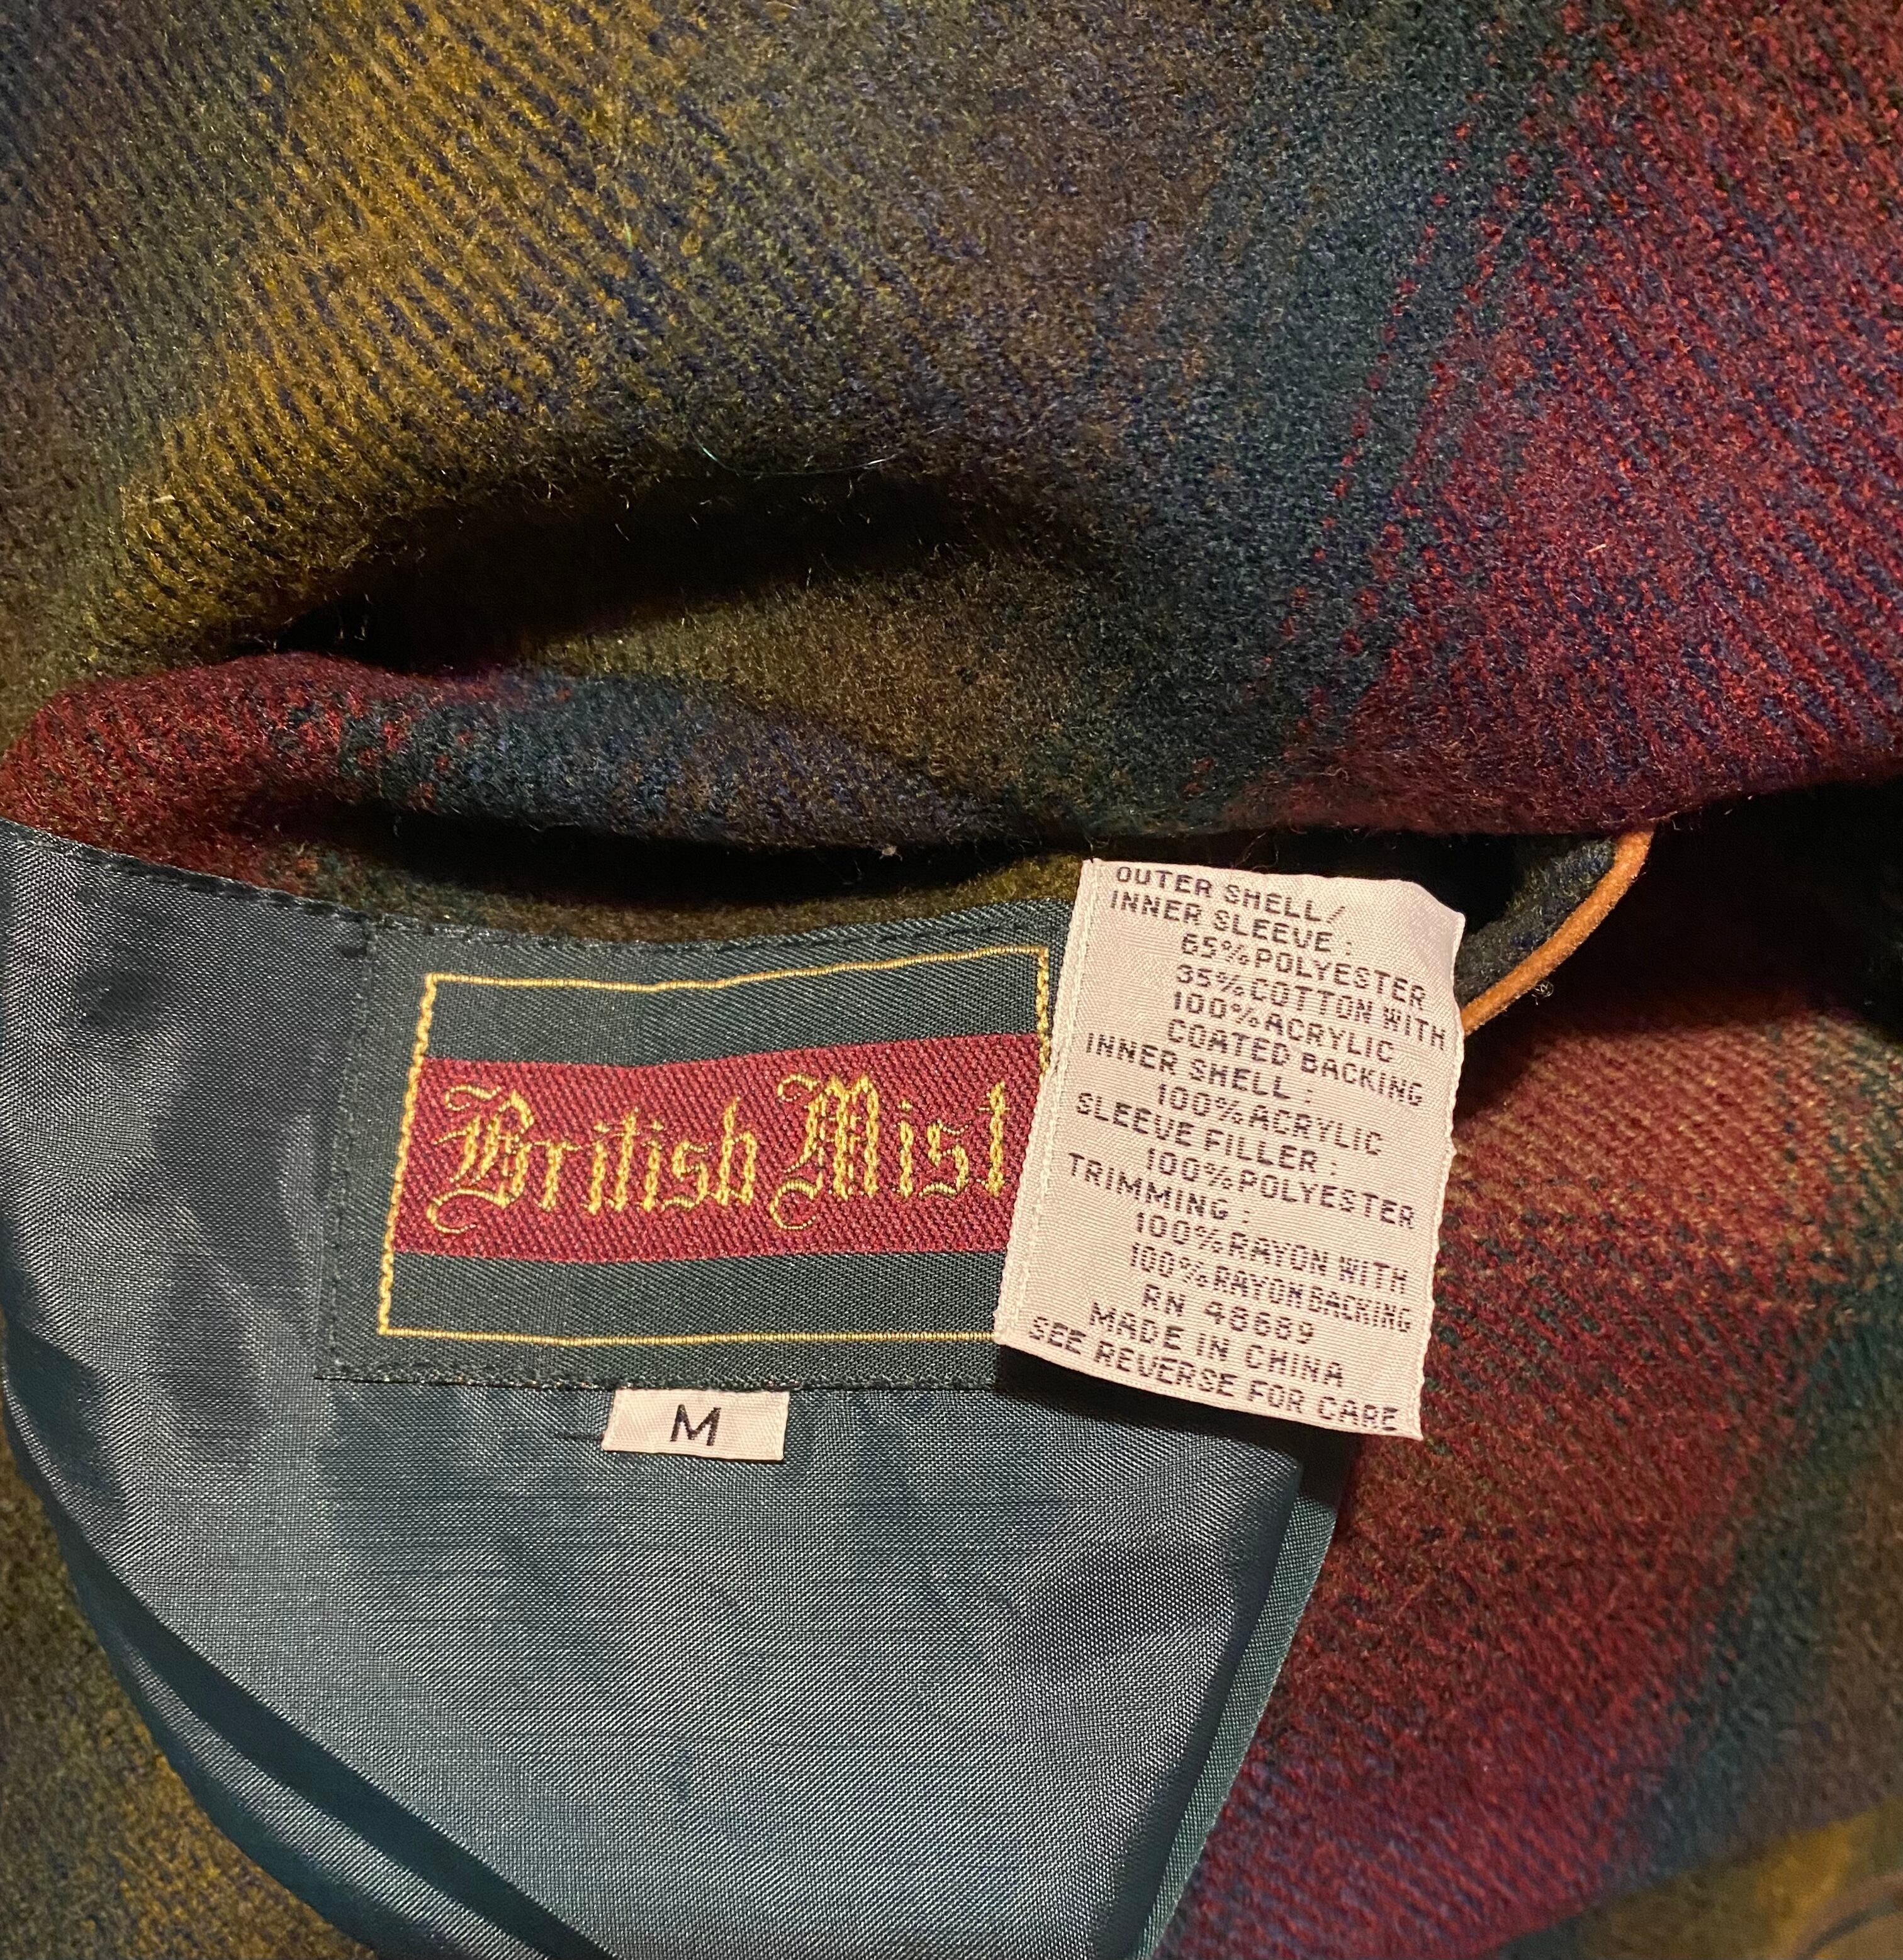 British Mist
M
OUTER SHELL/
INNER SLEEVE :
65% POLYESTER
35% COTTON WITH
100% ACRYLIC
COATED BACKING
INNER SHELL :
100% ACRYLIC
SLEEVE FILLER :
100% POLYESTER
TRIMMING :
100% RAYON WITH
100% RAYON BACKING
RN 48689
MADE IN CHINA
SEE REVERSE FOR CARE